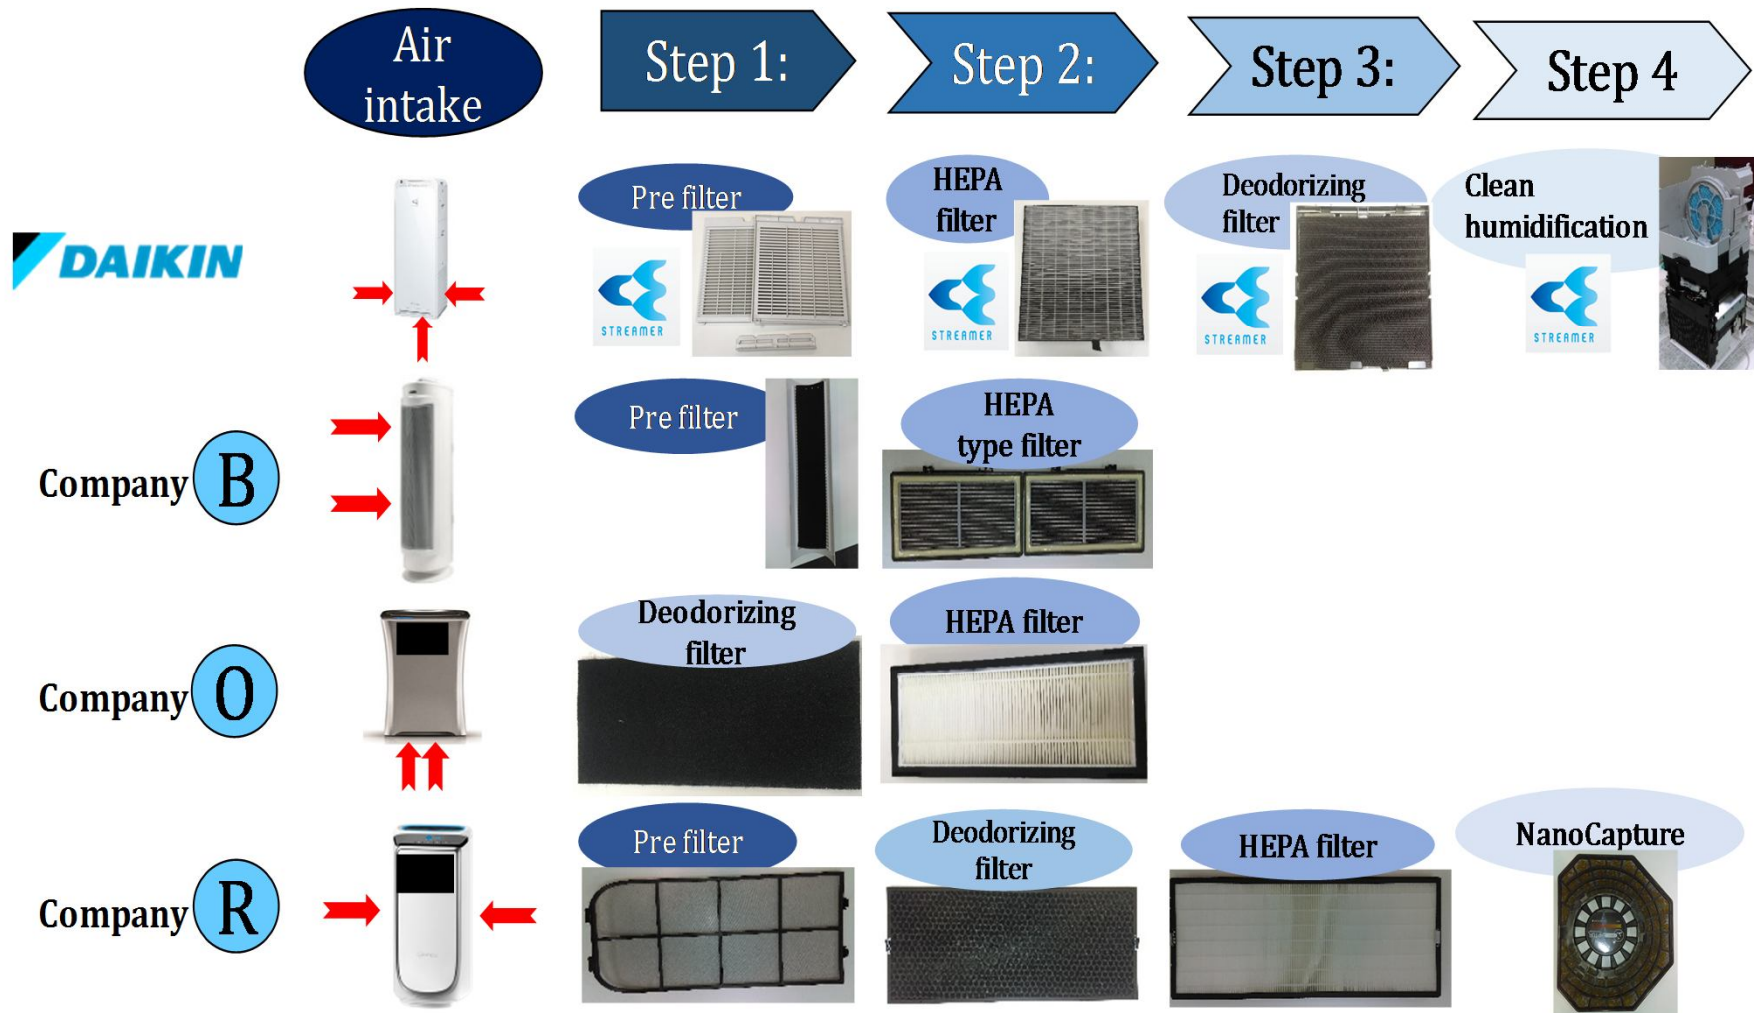 Air
intake
Step 1:
Step 2:
Step 3:
Step 4
DAIKIN
Pre filter
STREAMER
HEPA
filter
STREAMER
Deodorizing
filter
STREAMER
Clean
humidification
STREAMER
Company B
Pre filter
HEPA
type filter
Company O
Deodorizing
filter
HEPA filter
Company R
Pre filter
Deodorizing
filter
HEPA filter
NanoCapture